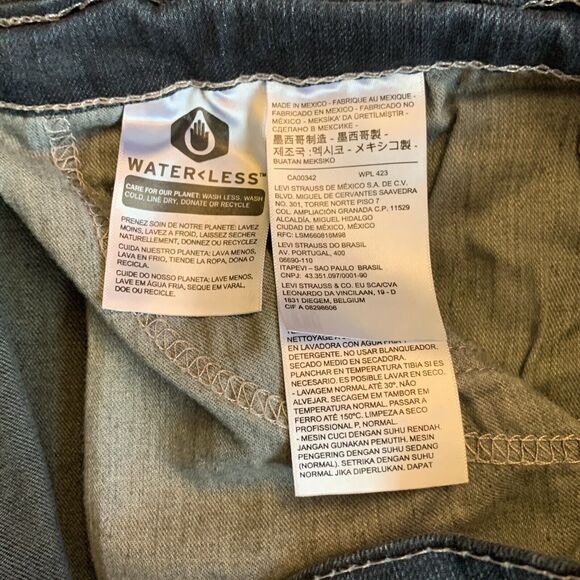 WATER<LESS™
CARE FOR OUR PLANET: WASH LESS, WASH
COLD, LINE DRY, DONATE OR RECYCLE
PRENEZ SOIN DE NOTRE PLANETE: LAVEZ
MOINS, LAVEZ A FROID, LAISSEZ SECHER
NATURELLEMENT, DONNEZ OU RECYCLEZ
CUIDA NUESTRO PLANETA: LAVA MENOS,
LAVA EN FRIO, TIENDE LA ROPA, DONA O
RECICLA.
CUIDE DO NOSSO PLANETA: LAVE MENOS,
LAVE EM ÁGUA FRIA, SEQUE EM VARAL,
DOE OU RECICLE.
MADE IN MEXICO - FABRIQUE AU MEXIQUE -
FABRICADO EN MEXICO - FABRICADO NO
MÉXICO - MEKSİKA'DA ÜRETİLMİŞTİR -
СДЕЛАНО В МЕКСИКЕ -
墨西哥制造 - 墨西哥製 -
제조국 :멕시코 - メキシコ製 -
BUATAN MEKSIKO
CA00342 WPL 423
LEVI STRAUSS DE MÉXICO S.A. DE C.V.
BLVD. MIGUEL DE CERVANTES SAAVEDRA
NO. 301, TORRE NORTE PISO 7
COL. AMPLIACIÓN GRANADA C.P. 11529
ALCALDÍA, MIGUEL HIDALGO
CIUDAD DE MÉXICO, MÉXICO
RFC: LSM660818M98
LEVI STRAUSS DO BRASIL
AV. PORTUGAL, 400
06690-110
ITAPEVI – SAO PAULO BRASIL
CNPJ: 43.351.097/0001-90
LEVI STRAUSS & CO. EU SCA/CVA
LEONARDO DA VINCILAAN, 19 - D
1831 DIEGEM, BELGIUM
CIF A 08298606
NETTOYAGE
EN LAVADORA CON AGUA FRIA
DETERGENTE. NO USAR BLANQUEADOR.
SECADO MEDIO EN SECADORA.
PLANCHAR EN TEMPERATURA TIBIA SI ES
NECESARIO. ES POSIBLE LAVAR EN SECO.
- LAVAGEM NORMAL ATÉ 30°. NÃO
ALVEJAR. SECAGEM EM TAMBOR EM
TEMPERATURA NORMAL. PASSAR A
FERRO ATÉ 150ºC. LIMPEZA A SECO
PROFISSIONAL P, NORMAL.
- MESIN CUCI DENGAN SUHU RENDAH.
JANGAN GUNAKAN PEMUTIH. MESIN
PENGERING DENGAN SUHU SEDANG
(NORMAL). SETRIKA DENGAN SUHU
NORMAL JIKA DIPERLUKAN. DAPAT